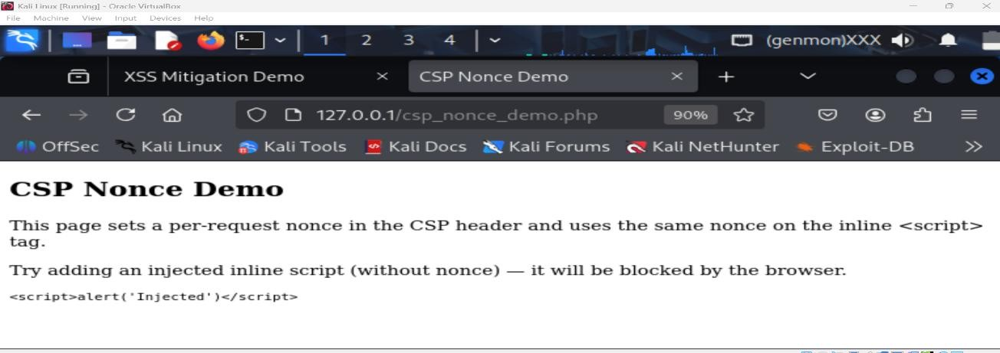 Kali Linux [Running] - Oracle VirtualBox
File Machine View Input Devices Help
1 2 3 4 (genmon)XXX
XSS Mitigation Demo CSP Nonce Demo
127.0.0.1/csp_nonce_demo.php 90%
OffSec Kali Linux Kali Tools Kali Docs Kali Forums Kali NetHunter Exploit-DB
CSP Nonce Demo
This page sets a per-request nonce in the CSP header and uses the same nonce on the inline <script>
tag.
Try adding an injected inline script (without nonce) — it will be blocked by the browser.
<script>alert('Injected')</script>